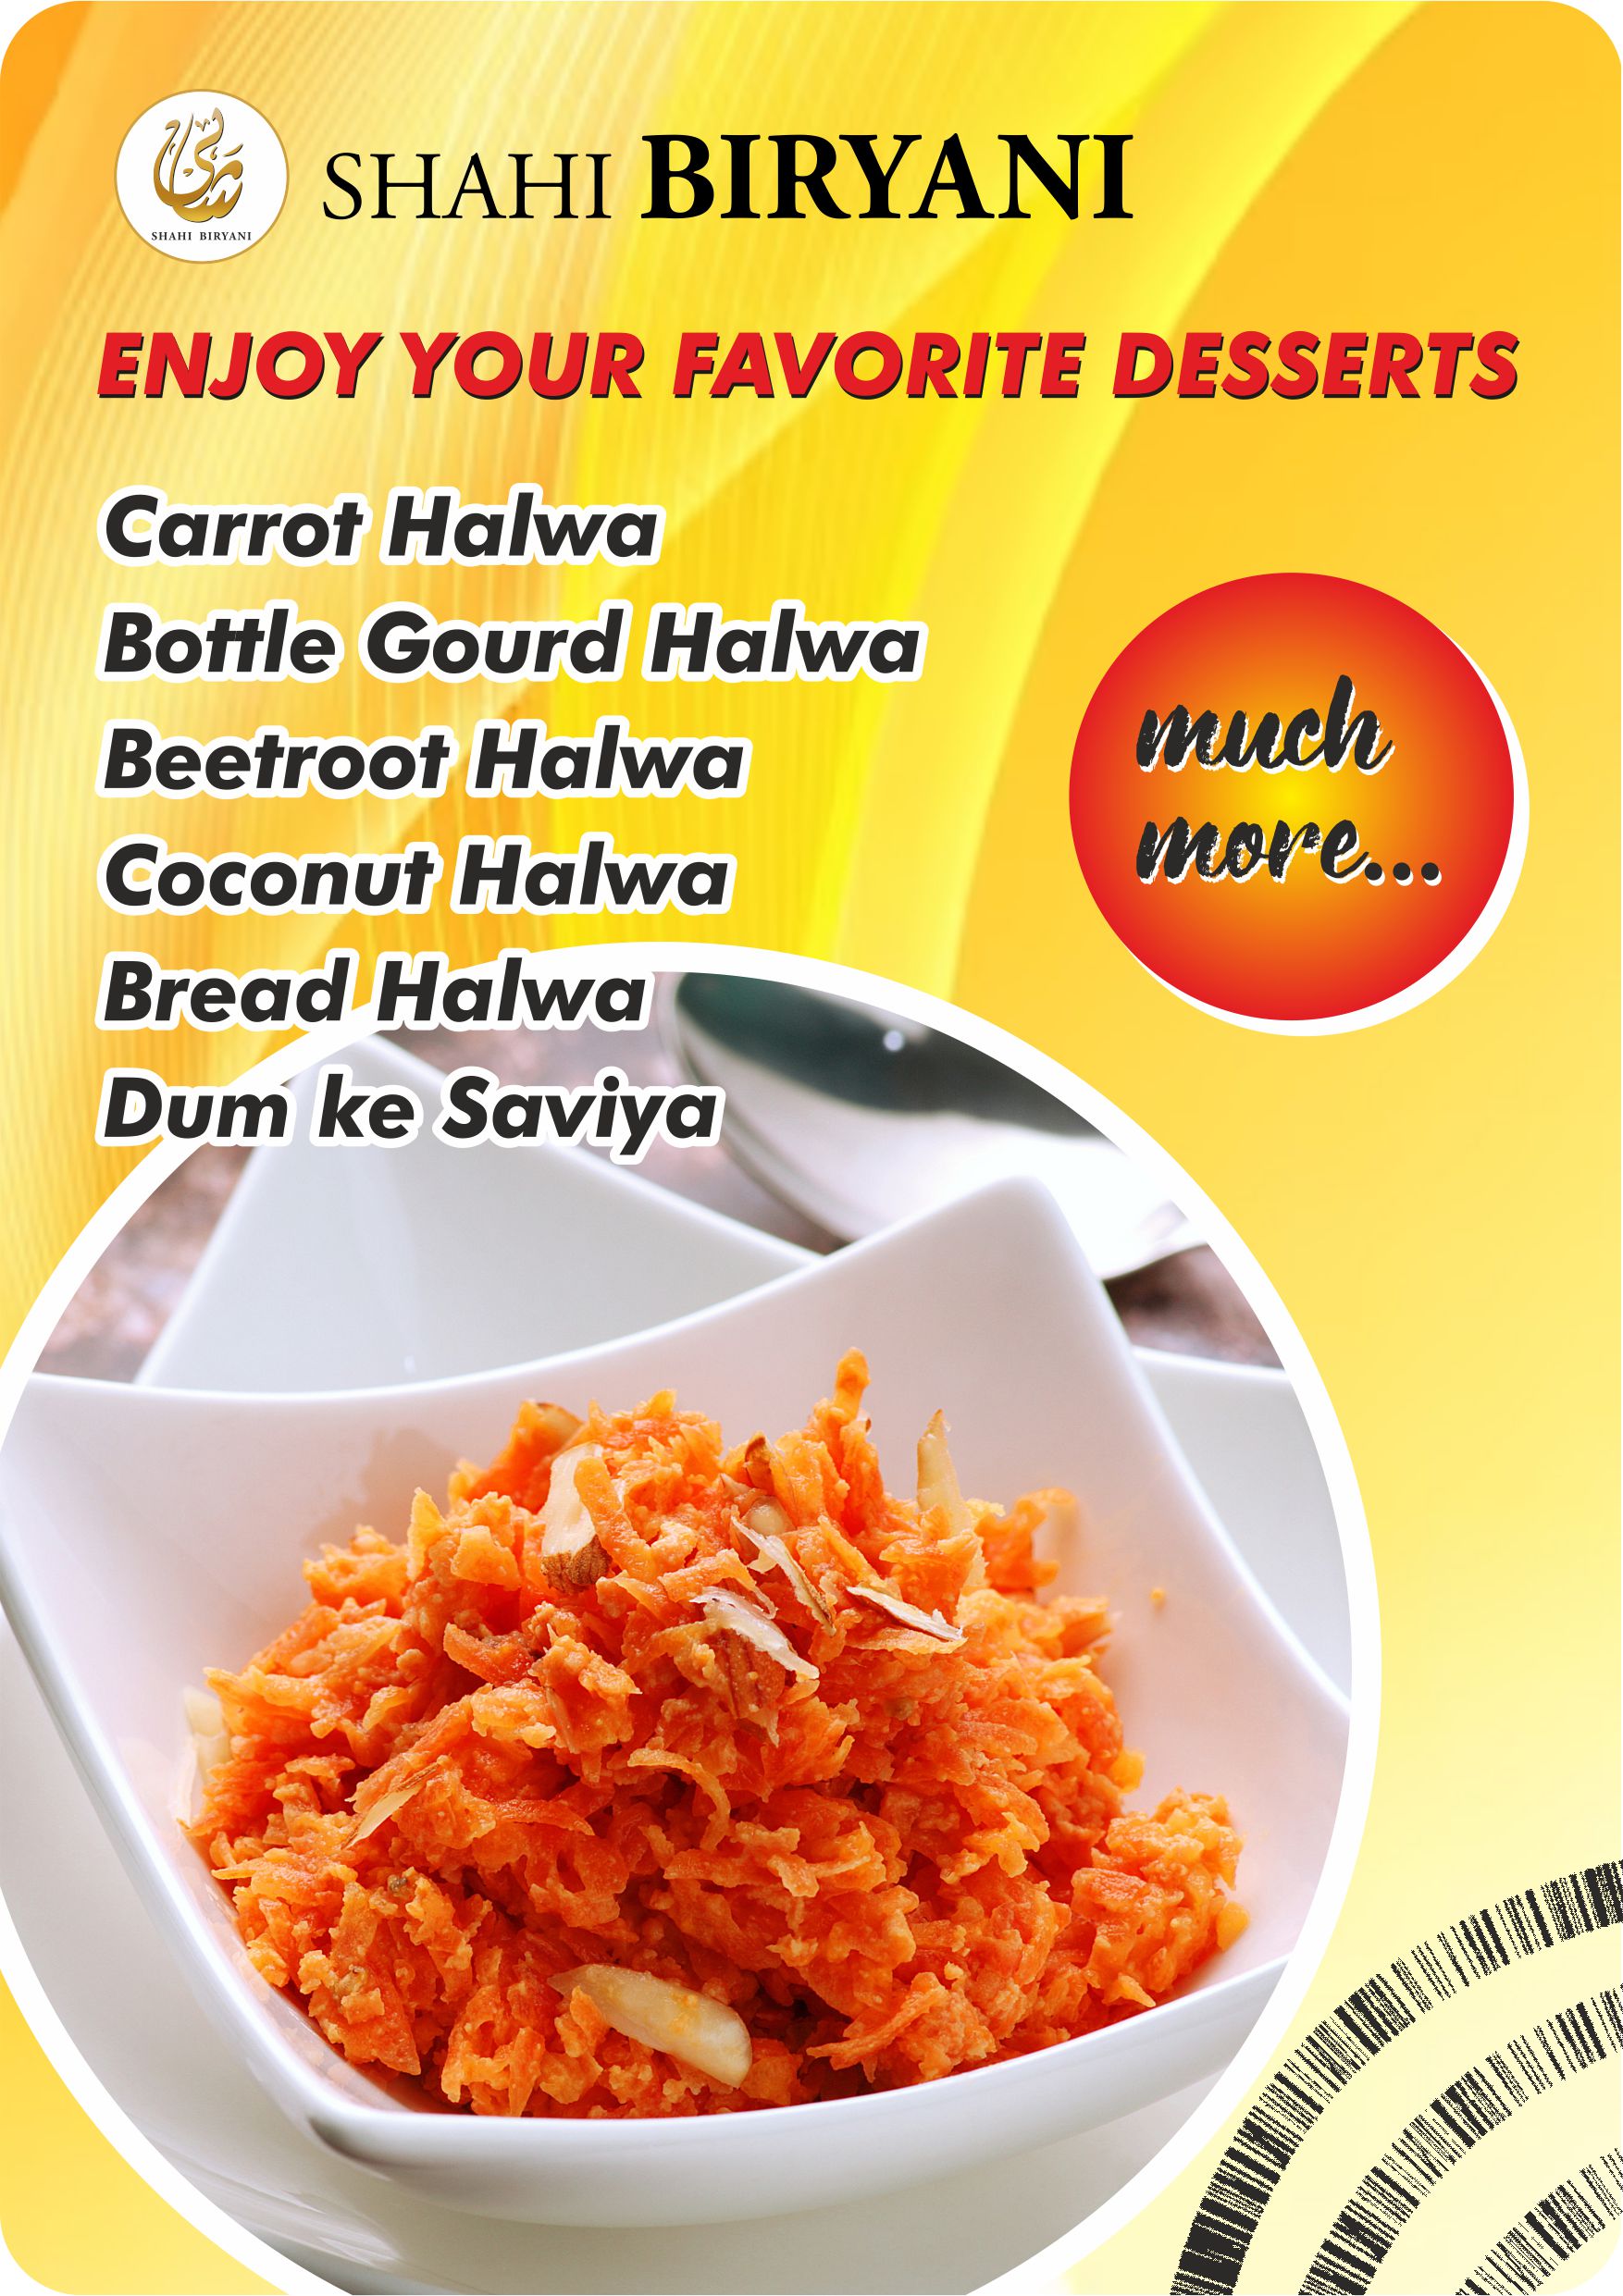 SHAHI BIRYANI
SHAHI BIRYANI
ENJOY YOUR FAVORITE DESSERTS
Carrot Halwa
Bottle Gourd Halwa
Beetroot Halwa
Coconut Halwa
Bread Halwa
Dum ke Saviya
much
more...